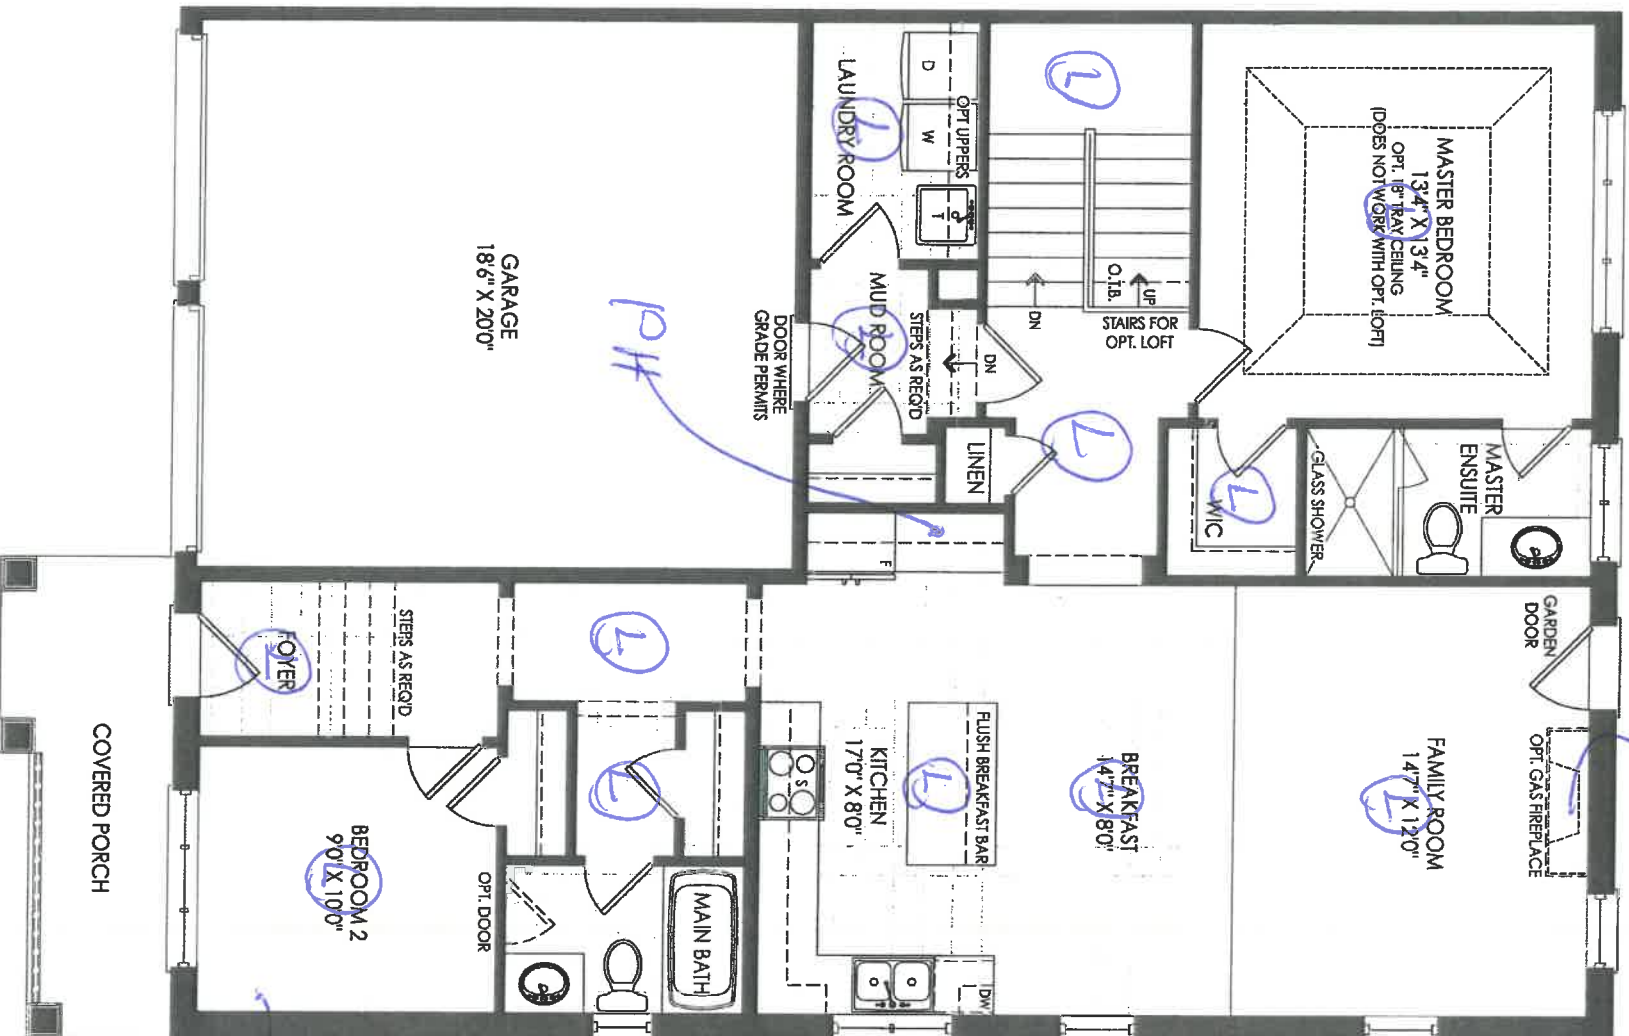 MASTER BEDROOM
13'4" X 13'4"
OPT. 18" TRAY CEILING
(DOES NOT WORK WITH OPT. LOFT)
L
MASTER
ENSUITE
GLASS SHOWER
WIC
L
GARDEN
DOOR
OPT. GAS FIREPLACE
FAMILY ROOM
14'7" X 12'0"
L
L
UP
O.T.B.
DN
STAIRS FOR
OPT. LOFT
L
BREAKFAST
14'7" X 8'0"
L
D
W
T
OPT UPPERS
LAUNDRY ROOM
L
DN
STEPS AS REQ'D
MUD ROOM
L
LINEN
F
FLUSH BREAKFAST BAR
KITCHEN
17'0" X 8'0"
L
S
DW
DOOR WHERE
GRADE PERMITS
PH
GARAGE
18'6" X 20'0"
L
L
MAIN BATH
OPT. DOOR
STEPS AS REQ'D
FOYER
L
BEDROOM 2
9'0" X 10'0"
L
COVERED PORCH